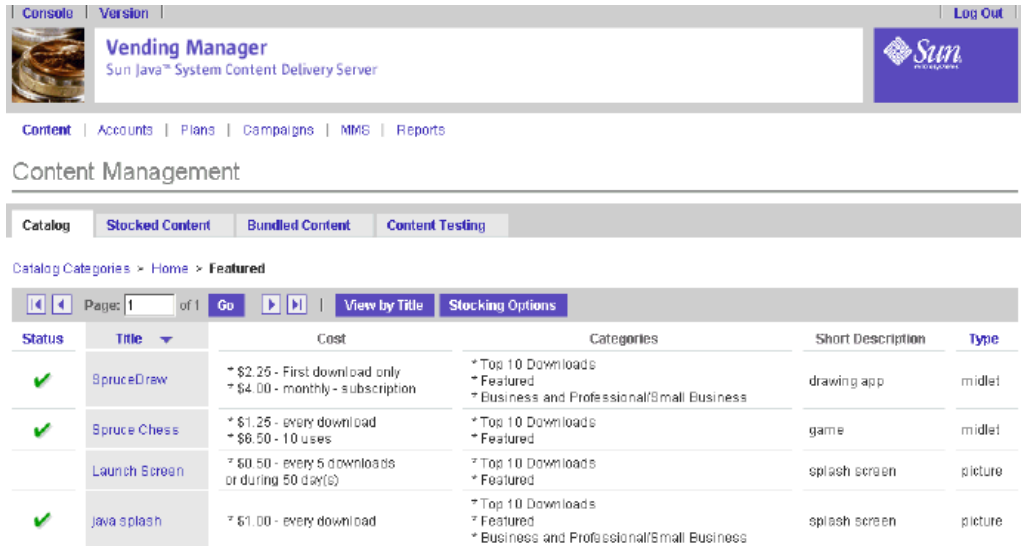 Console | Version |
| Log Out |
Vending Manager
Sun Java™ System Content Delivery Server
Sun
microsystems
Content | Accounts | Plans | Campaigns | MMS | Reports
Content Management
Catalog
Stocked Content
Bundled Content
Content Testing
Catalog Categories > Home > Featured
Page: 1 of 1 Go | View by Title Stocking Options
Status Title Cost Categories Short Description Type
SpruceDraw
* $2.25 - First download only
* $4.00 - monthly - subscription
* Top 10 Downloads
* Featured
* Business and Professional/Small Business
drawing app
midlet
Spruce Chess
* $1.25 - every download
* $6.50 - 10 uses
* Top 10 Downloads
* Featured
game
midlet
Launch Screen
* $0.50 - every 5 downloads
or during 50 day(s)
* Top 10 Downloads
* Featured
splash screen
picture
java splash
* $1.00 - every download
* Top 10 Downloads
* Featured
* Business and Professional/Small Business
splash screen
picture